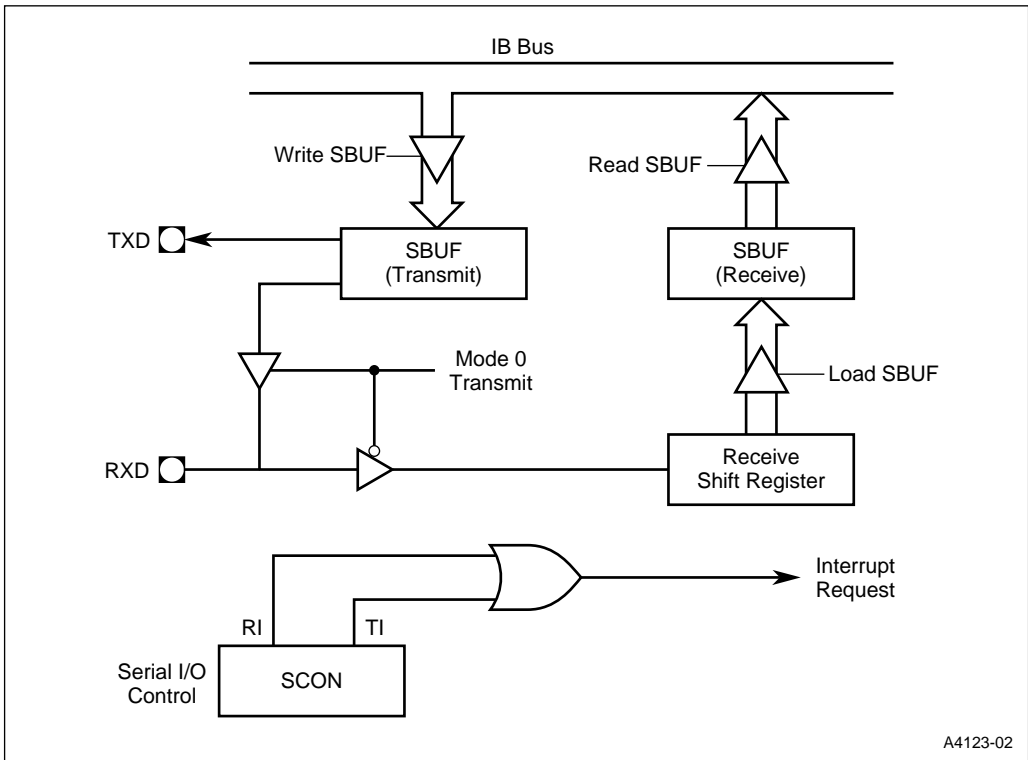 IB Bus
Write SBUF
Read SBUF
TXD
SBUF
(Transmit)
SBUF
(Receive)
Mode 0
Transmit
Load SBUF
RXD
Receive
Shift Register
Interrupt
Request
RI
TI
Serial I/O
Control
SCON
A4123-02